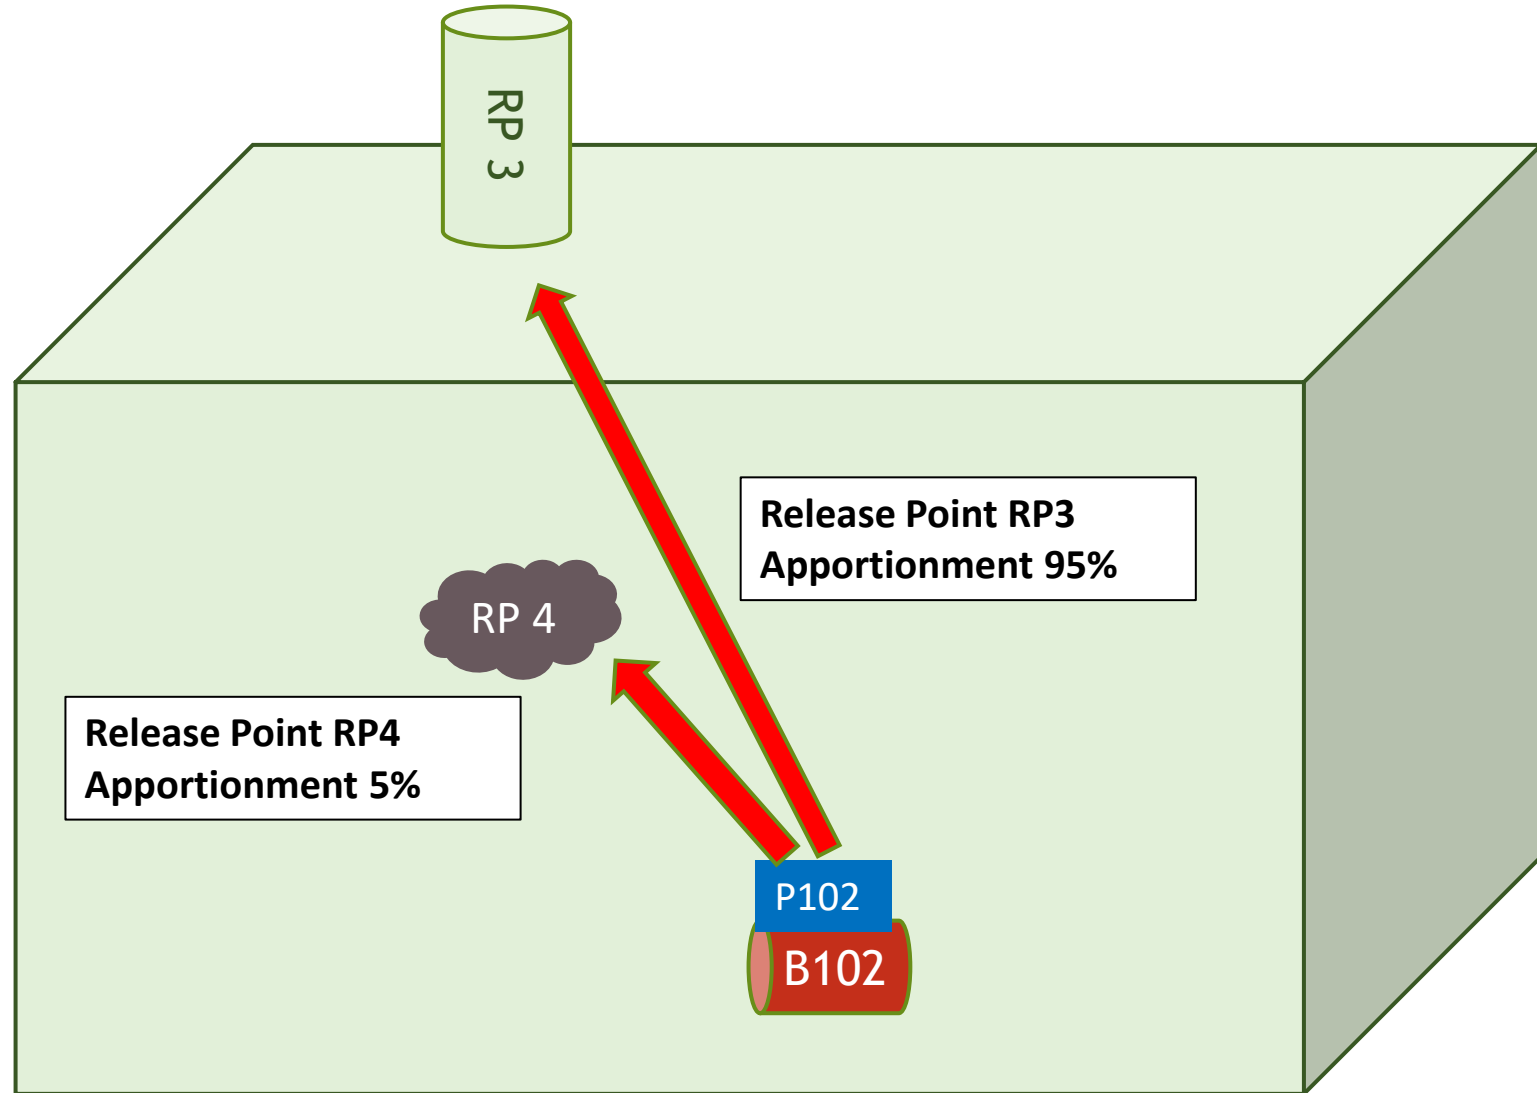 RP 3
Release Point RP3
Apportionment 95%
RP 4
Release Point RP4
Apportionment 5%
P102
B102